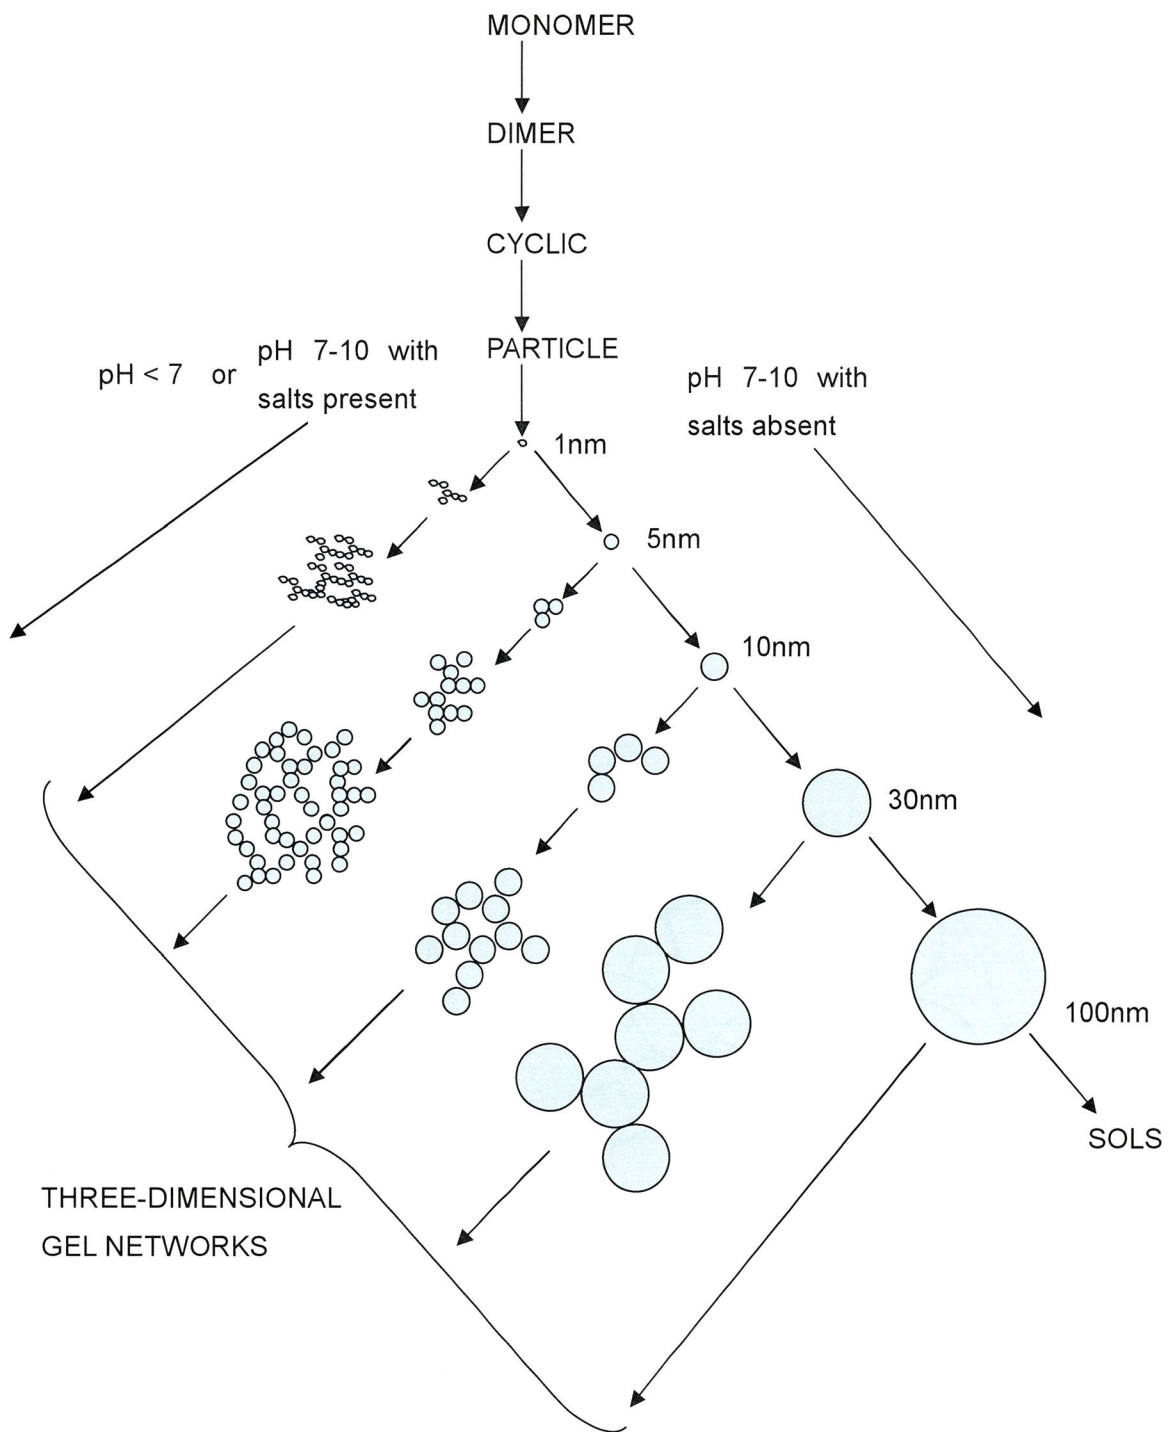 MONOMER
DIMER
CYCLIC
PARTICLE
pH < 7 or
pH 7-10 with
salts present
pH 7-10 with
salts absent
1nm
5nm
10nm
30nm
100nm
SOLS
THREE-DIMENSIONAL
GEL NETWORKS